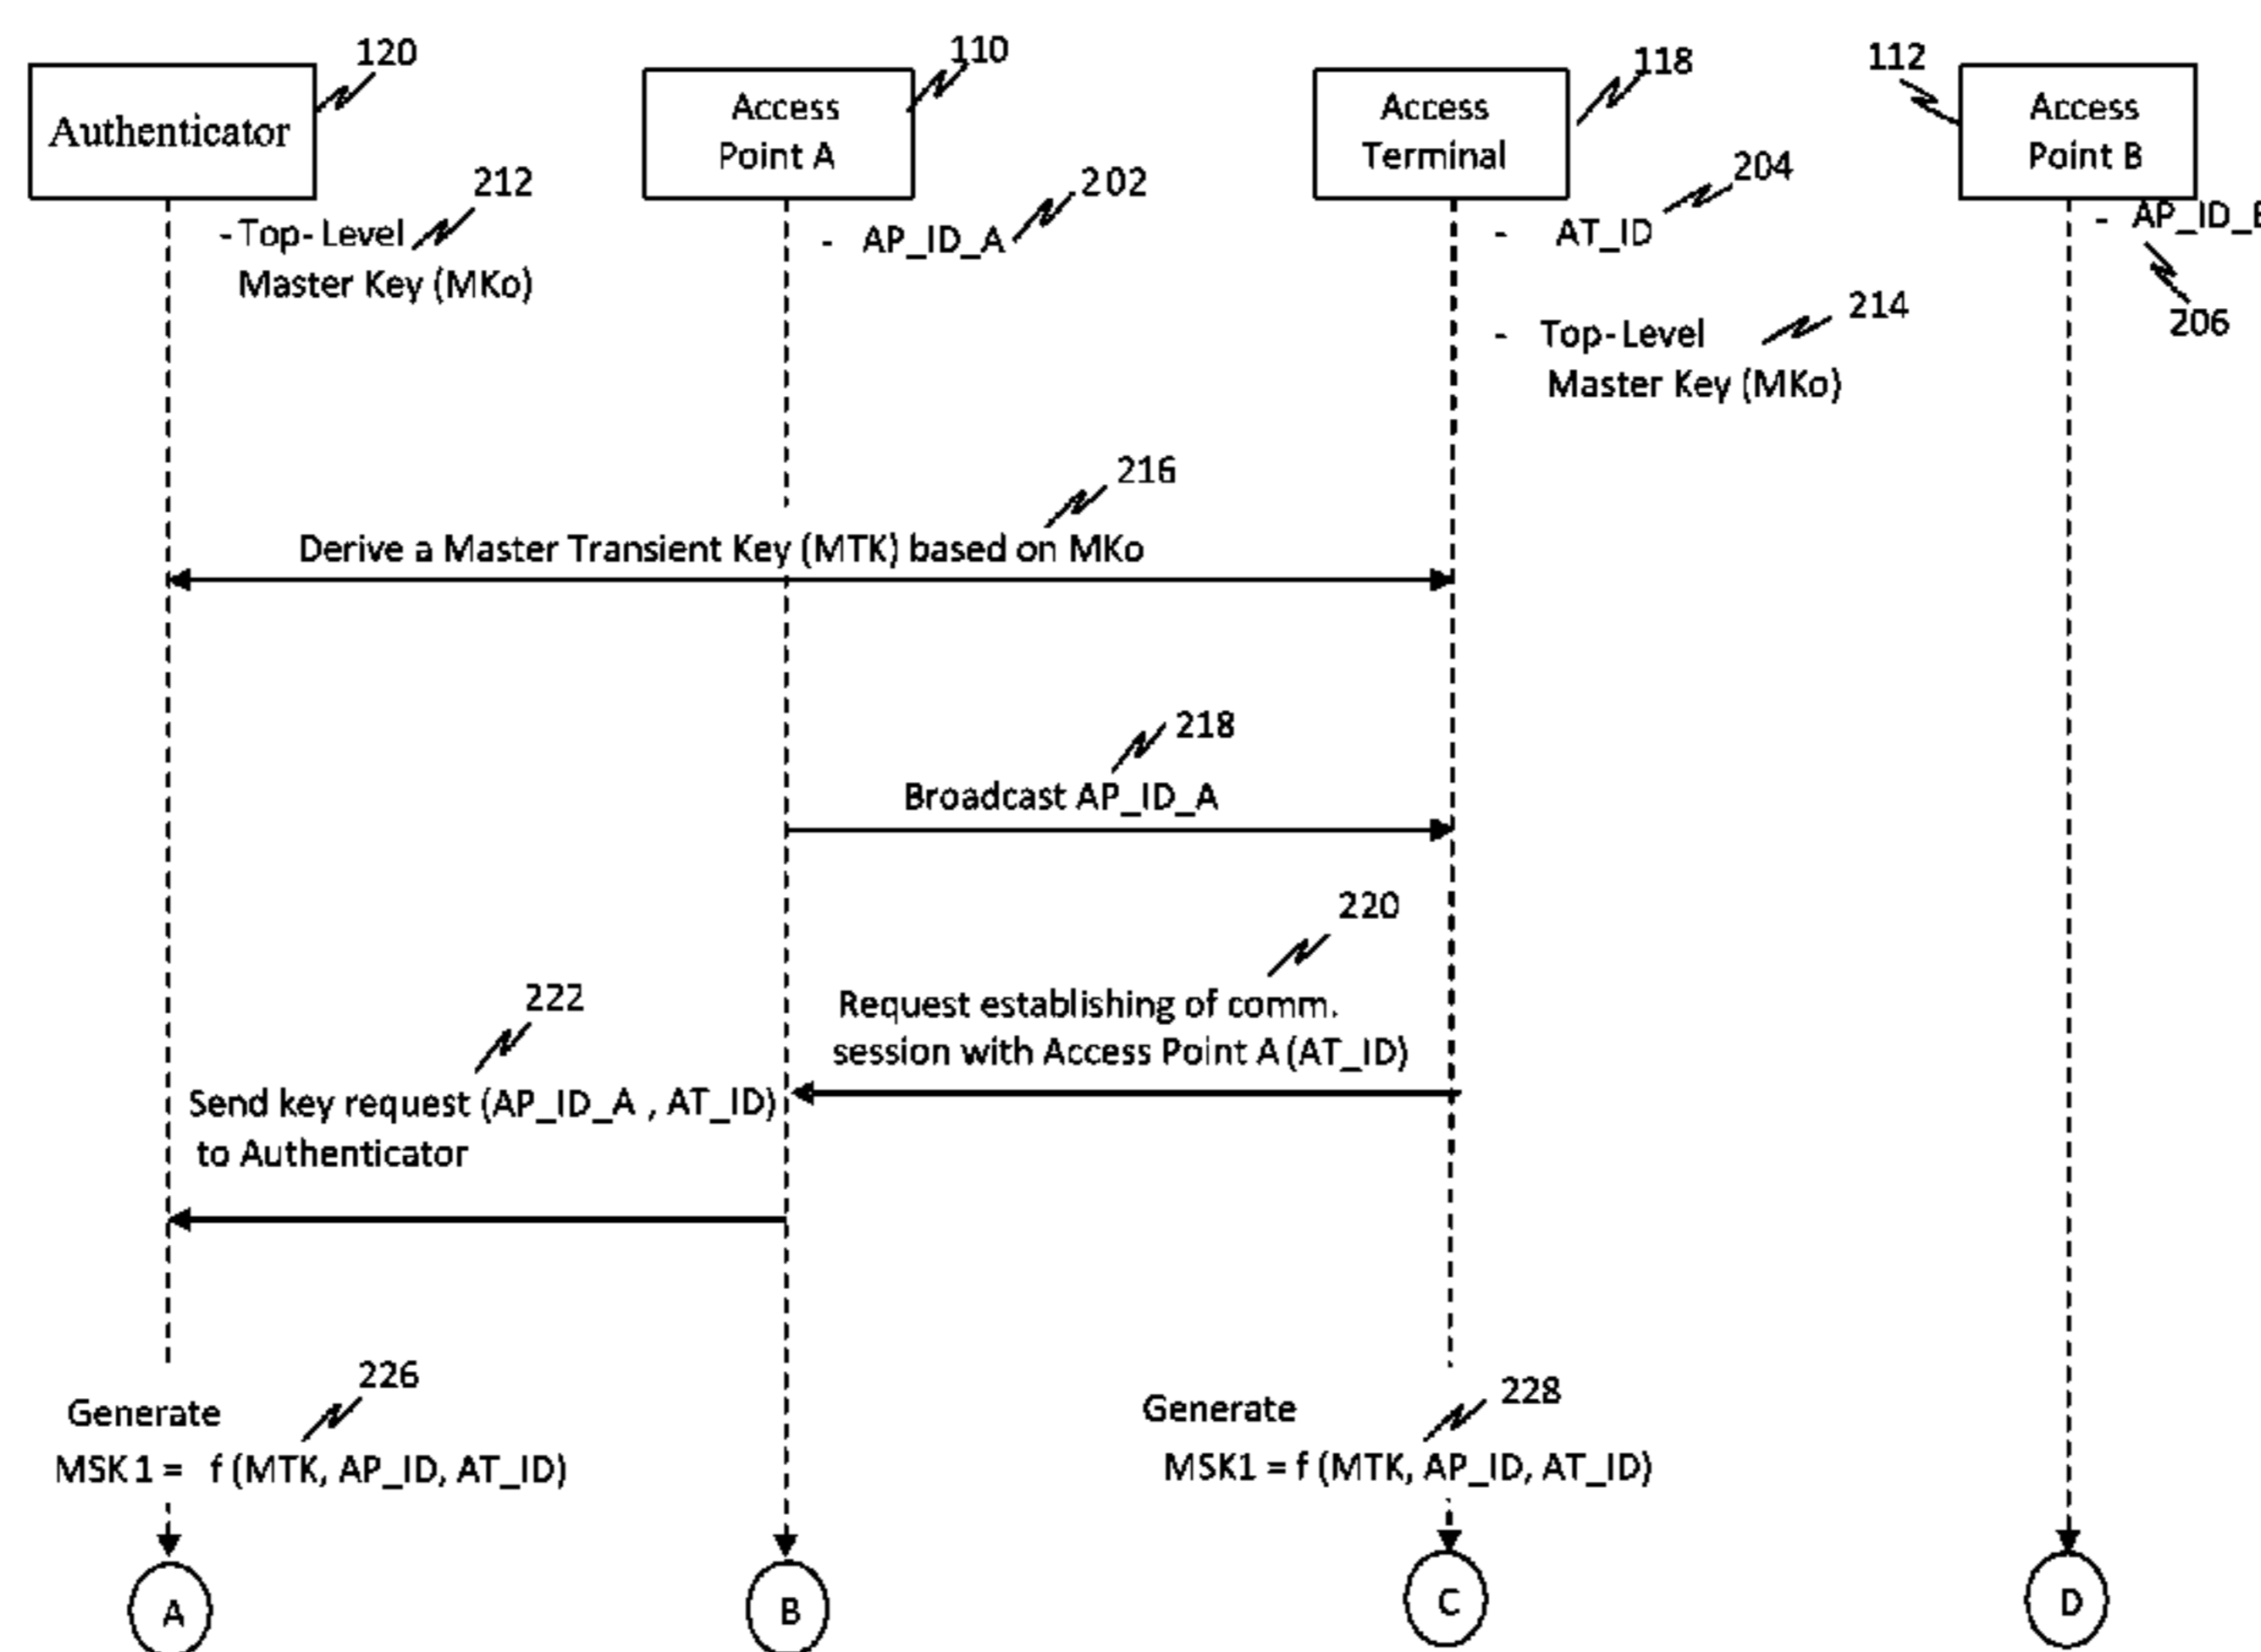 120
110
118
112
Authenticator
Access
Point A
Access
Terminal
Access
Point B
212
- Top-Level
Master Key (MKo)
202
- AP_ID_A
204
- AT_ID
214
- Top-Level
Master Key (MKo)
- AP_ID_B
206
216
Derive a Master Transient Key (MTK) based on MKo
218
Broadcast AP_ID_A
220
Request establishing of comm.
session with Access Point A (AT_ID)
222
Send key request (AP_ID_A , AT_ID)
to Authenticator
226
Generate
MSK 1 = f (MTK, AP_ID, AT_ID)
228
Generate
MSK1 = f (MTK, AP_ID, AT_ID)
A
B
C
D